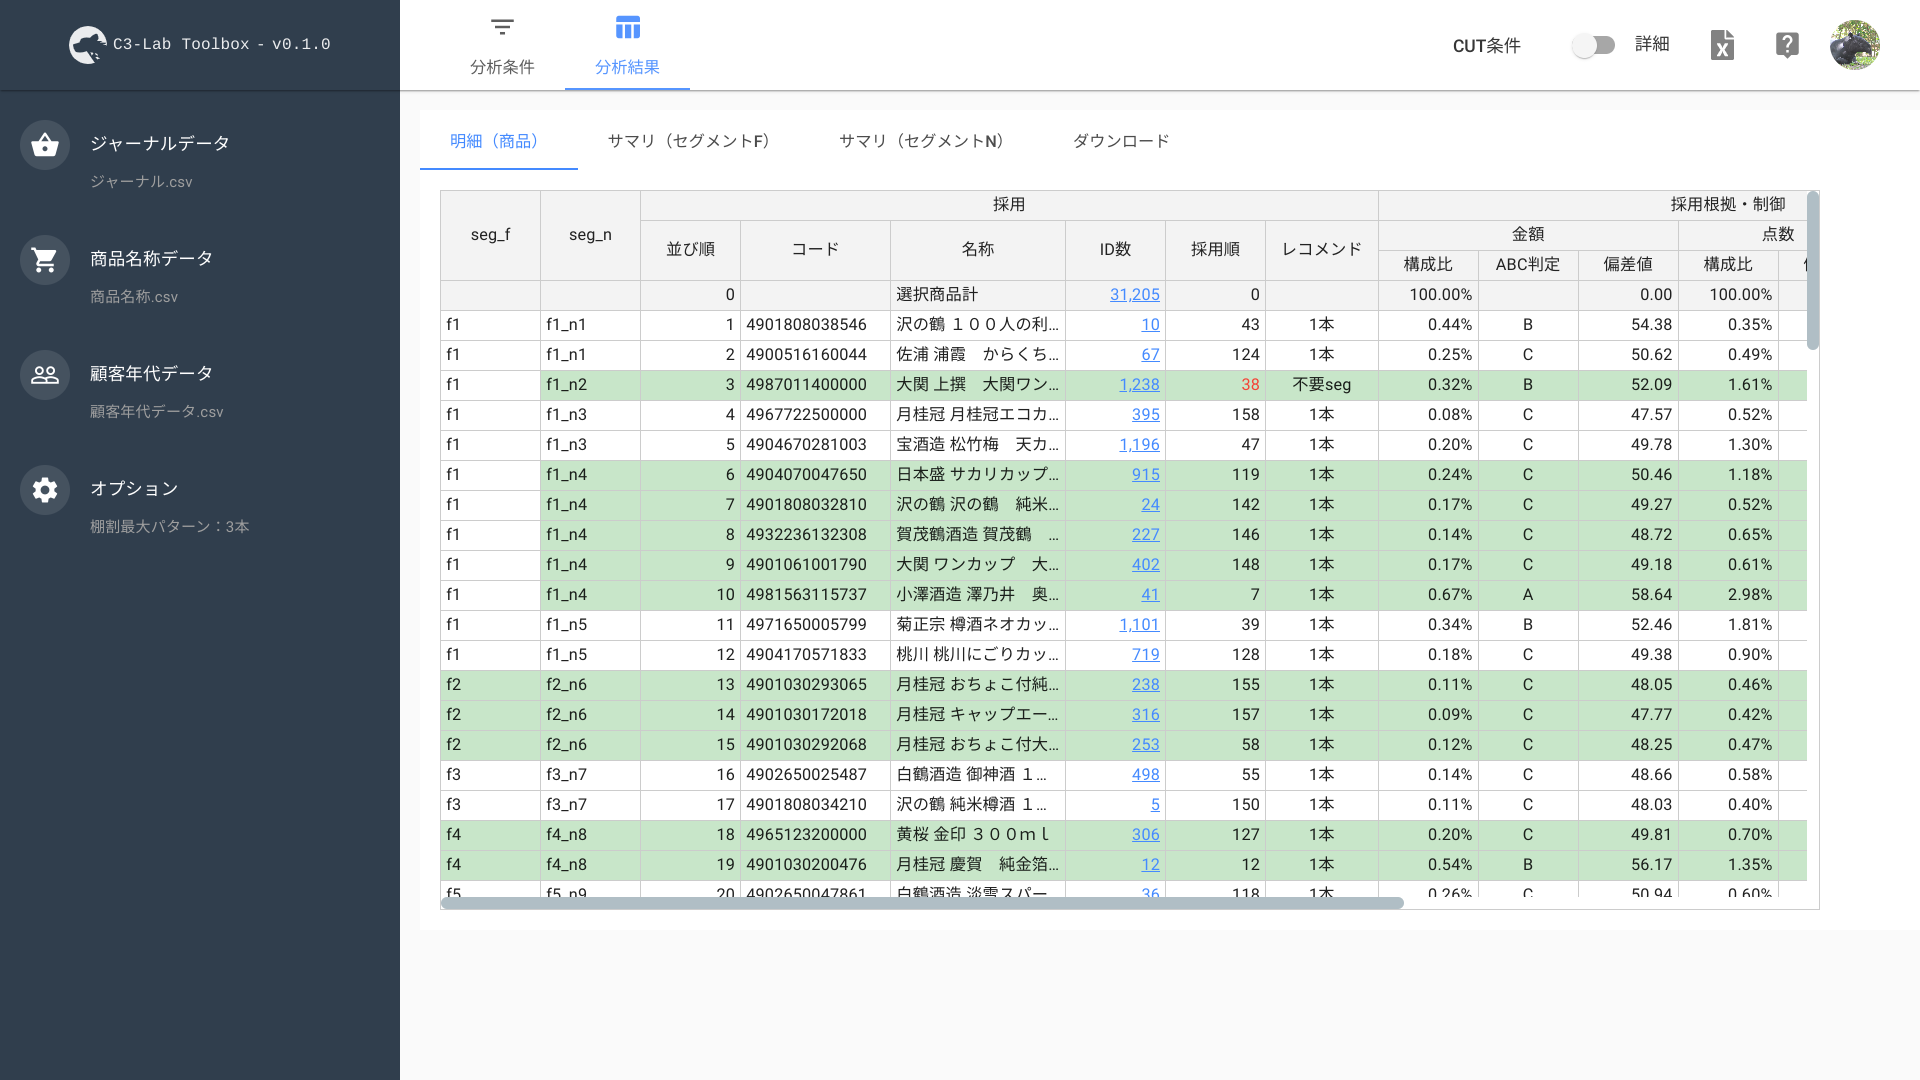 C3-Lab Toolbox - v0.1.0
分析条件
分析結果
CUT条件
詳細
ジャーナルデータ
ジャーナル.csv
商品名称データ
商品名称.csv
顧客年代データ
顧客年代データ.csv
オプション
棚割最大パターン：3本
明細（商品） サマリ（セグメントF） サマリ（セグメントN） ダウンロード
採用 採用根拠・制御
seg_f seg_n 並び順 コード 名称 ID数 採用順 レコメンド 金額 点数
構成比 ABC判定 偏差値 構成比
0 選択商品計 31,205 0 100.00% 0.00 100.00%
f1 f1_n1 1 4901808038546 沢の鶴 １００人の利... 10 43 1本 0.44% B 54.38 0.35%
f1 f1_n1 2 4900516160044 佐浦 浦霞　からくち... 67 124 1本 0.25% C 50.62 0.49%
f1 f1_n2 3 4987011400000 大関 上撰　大関ワン... 1,238 38 不要seg 0.32% B 52.09 1.61%
f1 f1_n3 4 4967722500000 月桂冠 月桂冠エコカ... 395 158 1本 0.08% C 47.57 0.52%
f1 f1_n3 5 4904670281003 宝酒造 松竹梅　天カ... 1,196 47 1本 0.20% C 49.78 1.30%
f1 f1_n4 6 4904070047650 日本盛 サカリカップ... 915 119 1本 0.24% C 50.46 1.18%
f1 f1_n4 7 4901808032810 沢の鶴 沢の鶴　純米... 24 142 1本 0.17% C 49.27 0.52%
f1 f1_n4 8 4932236132308 賀茂鶴酒造 賀茂鶴　... 227 146 1本 0.14% C 48.72 0.65%
f1 f1_n4 9 4901061001790 大関 ワンカップ　大... 402 148 1本 0.17% C 49.18 0.61%
f1 f1_n4 10 4981563115737 小澤酒造 澤乃井　奥... 41 7 1本 0.67% A 58.64 2.98%
f1 f1_n5 11 4971650005799 菊正宗 樽酒ネオカッ... 1,101 39 1本 0.34% B 52.46 1.81%
f1 f1_n5 12 4904170571833 桃川 桃川にごりカッ... 719 128 1本 0.18% C 49.38 0.90%
f2 f2_n6 13 4901030293065 月桂冠 おちょこ付純... 238 155 1本 0.11% C 48.05 0.46%
f2 f2_n6 14 4901030172018 月桂冠 キャップエー... 316 157 1本 0.09% C 47.77 0.42%
f2 f2_n6 15 4901030292068 月桂冠 おちょこ付大... 253 58 1本 0.12% C 48.25 0.47%
f3 f3_n7 16 4902650025487 白鶴酒造 御神酒 １... 498 55 1本 0.14% C 48.66 0.58%
f3 f3_n7 17 4901808034210 沢の鶴 純米樽酒 １... 5 150 1本 0.11% C 48.03 0.40%
f4 f4_n8 18 4965123200000 黄桜 金印 ３００ｍｌ 306 127 1本 0.20% C 49.81 0.70%
f4 f4_n8 19 4901030200476 月桂冠 慶賀　純金箔... 12 12 1本 0.54% B 56.17 1.35%
f5 f5_n9 20 4902650047861 白鶴酒造 淡雪スパー 36 118 1本 0.26% C 50.94 0.60%